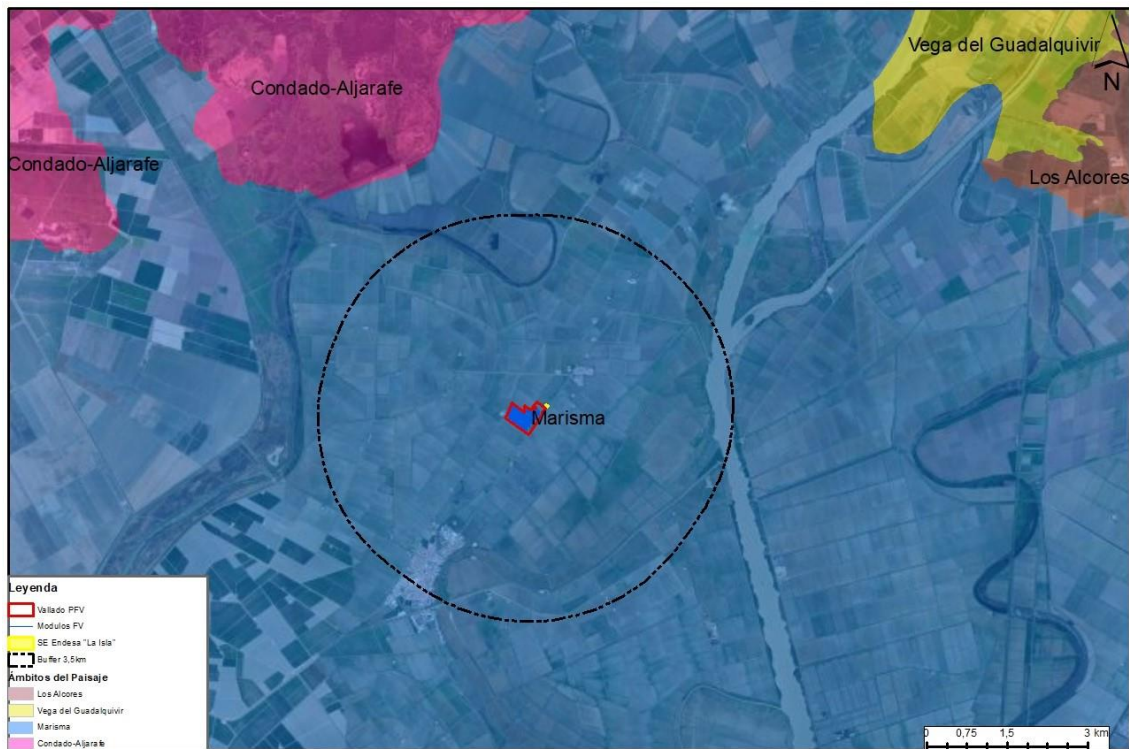 Condado-Aljarafe
Vega del Guadalquivir
N
Condado-Aljarafe
Los Alcores
Marisma
Leyenda
Vallado PFV
Modulos FV
SE Endesa "La Isla"
Buffer 3,5km
Ámbitos del Paisaje
Los Alcores
Vega del Guadalquivir
Marisma
Condado-Aljarafe
0 0,75 1,5 3 km